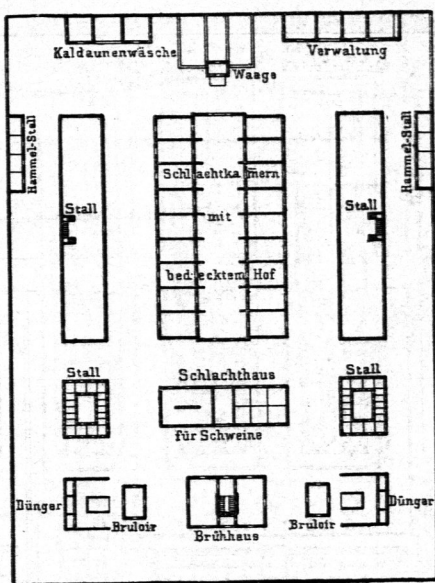 Kaldaunenwäsche
Waage
Verwaltung
Hammel-Stall
Hammel-Stall
Stall
Schlachtkamern
Stall
mit
bedecktem Hof
Stall
Schlachthaus
Stall
für Schweine
Dünger
Bruloir
Brühhaus
Bruloir
Dünger